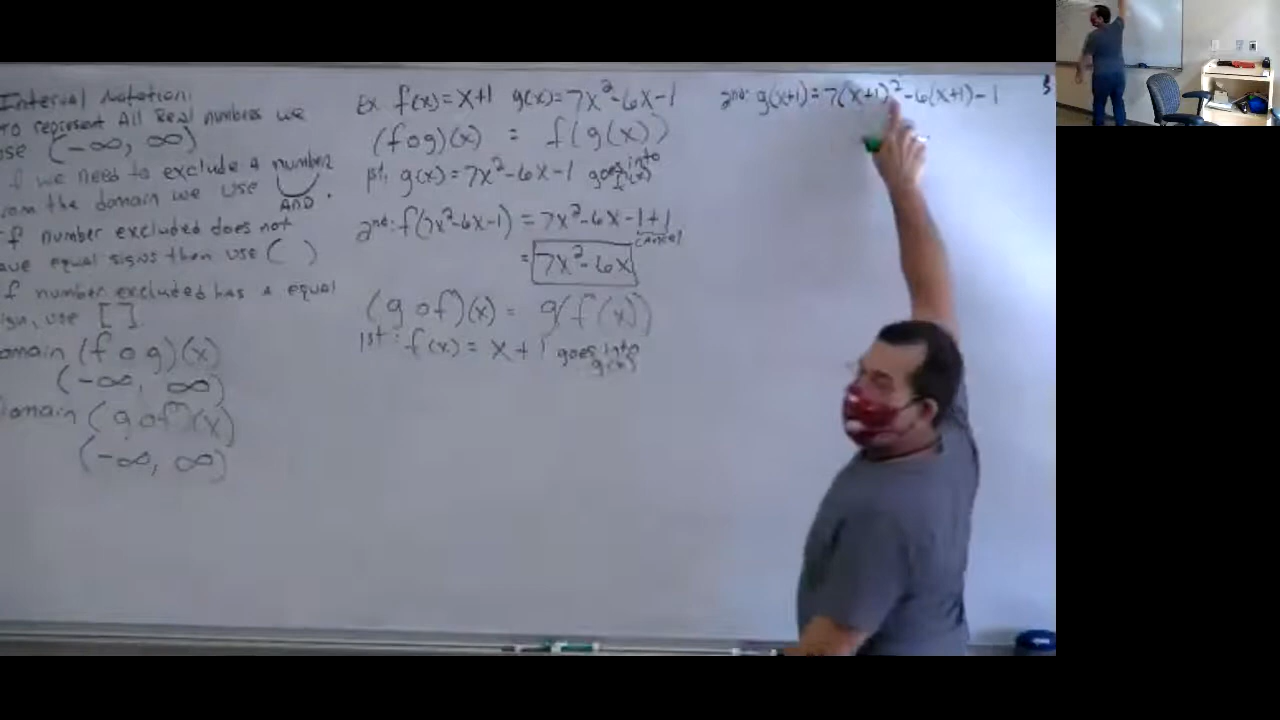 Interval Notation:
To represent All Real numbers we
use (-∞, ∞)
If we need to exclude a number
from the domain we use ∪ .
AND
If number excluded does not
have equal signs then use ( )
If number excluded has a equal
sign, use [ ]
Domain (f o g)(x)
(-∞, ∞)
Domain (g o f)(x)
(-∞, ∞)
Ex f(x) = x+1 g(x) = 7x²-6x-1
(f o g)(x) = f(g(x))
1st: g(x) = 7x²-6x-1 goes into
f(x)
2nd: f(7x²-6x-1) = 7x²-6x-1+1
cancel
= 7x²-6x
(g o f)(x) = g(f(x))
1st: f(x) = x+1 goes into
g(x)
2nd: g(x+1) = 7(x+1)²-6(x+1)-1